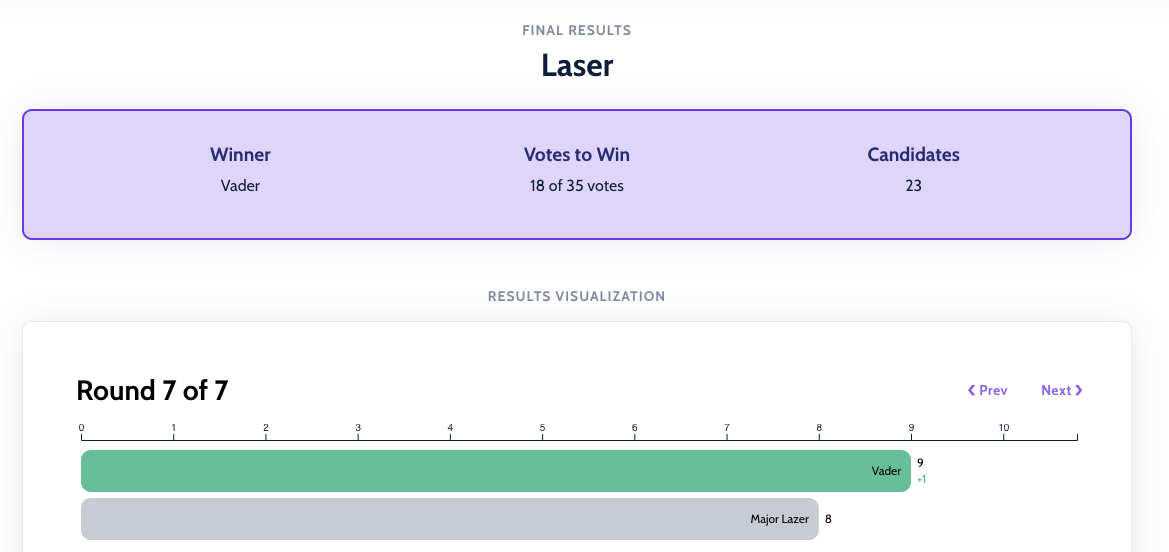 FINAL RESULTS
Laser
Winner Votes to Win Candidates
Vader 18 of 35 votes 23
RESULTS VISUALIZATION
Round 7 of 7 ❮ Prev Next ❯
0 1 2 3 4 5 6 7 8 9 10
Vader 9
+1
Major Lazer 8